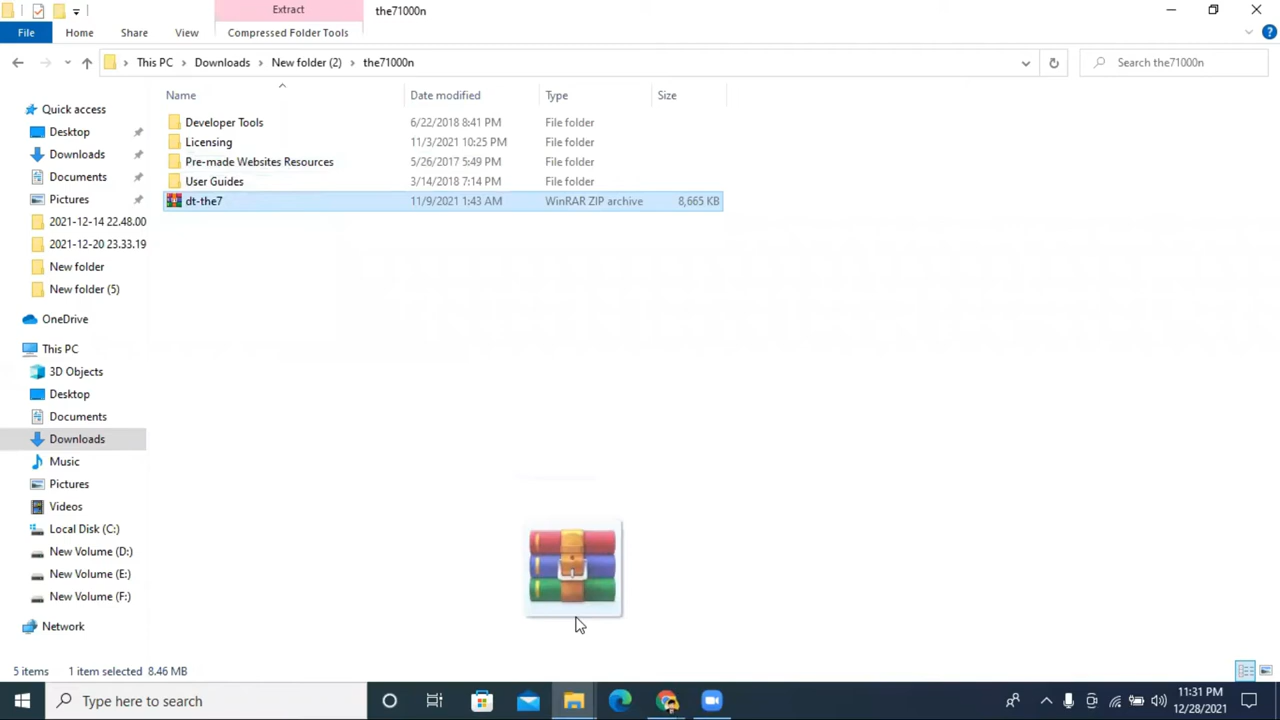 Extract
the71000n
File
Home
Share
View
Compressed Folder Tools
This PC
Downloads
New folder (2)
the71000n
Search the71000n
Name
Date modified
Type
Size
Developer Tools
6/22/2018 8:41 PM
File folder
Licensing
11/3/2021 10:25 PM
File folder
Pre-made Websites Resources
5/26/2017 5:49 PM
File folder
User Guides
3/14/2018 7:14 PM
File folder
dt-the7
11/9/2021 1:43 AM
WinRAR ZIP archive
8,665 KB
Quick access
Desktop
Downloads
Documents
Pictures
2021-12-14 22.48.00
2021-12-20 23.33.19
New folder
New folder (5)
OneDrive
This PC
3D Objects
Desktop
Documents
Downloads
Music
Pictures
Videos
Local Disk (C:)
New Volume (D:)
New Volume (E:)
New Volume (F:)
Network
5 items
1 item selected 8.46 MB
Type here to search
11:31 PM
12/28/2021